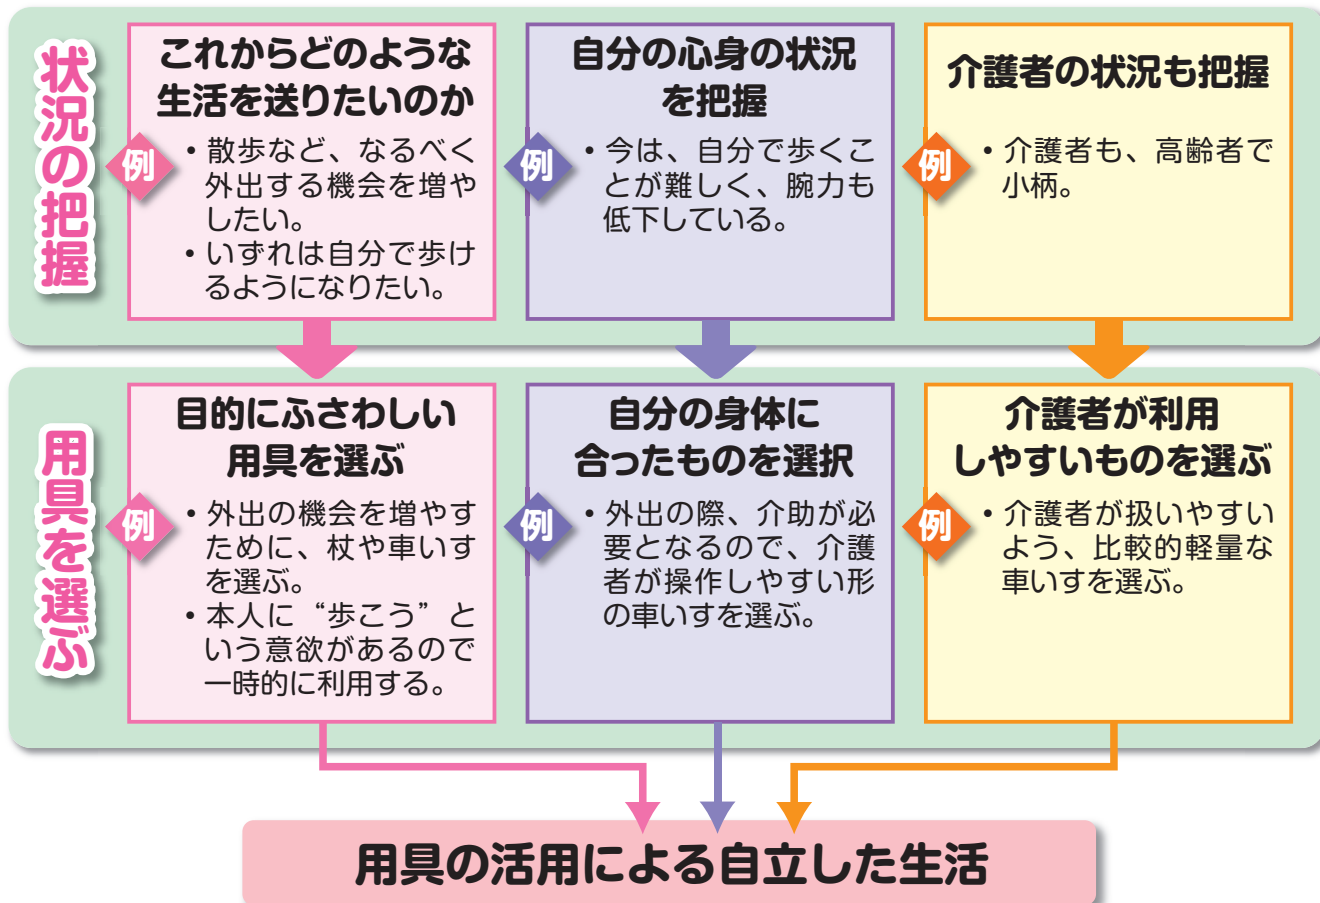 状況の把握
これからどのような
生活を送りたいのか
例
・散歩など、なるべく
外出する機会を増や
したい。
・いずれは自分で歩け
るようになりたい。
自分の心身の状況
を把握
例
・今は、自分で歩くこ
とが難しく、腕力も
低下している。
介護者の状況も把握
例
・介護者も、高齢者で
小柄。
用具を選ぶ
目的にふさわしい
用具を選ぶ
例
・外出の機会を増やす
ために、杖や車いす
を選ぶ。
・本人に“歩こう”と
いう意欲があるので
一時的に利用する。
自分の身体に
合ったものを選択
例
・外出の際、介助が必
要となるので、介護
者が操作しやすい形
の車いすを選ぶ。
介護者が利用
しやすいものを選ぶ
例
・介護者が扱いやすい
よう、比較的軽量な
車いすを選ぶ。
用具の活用による自立した生活